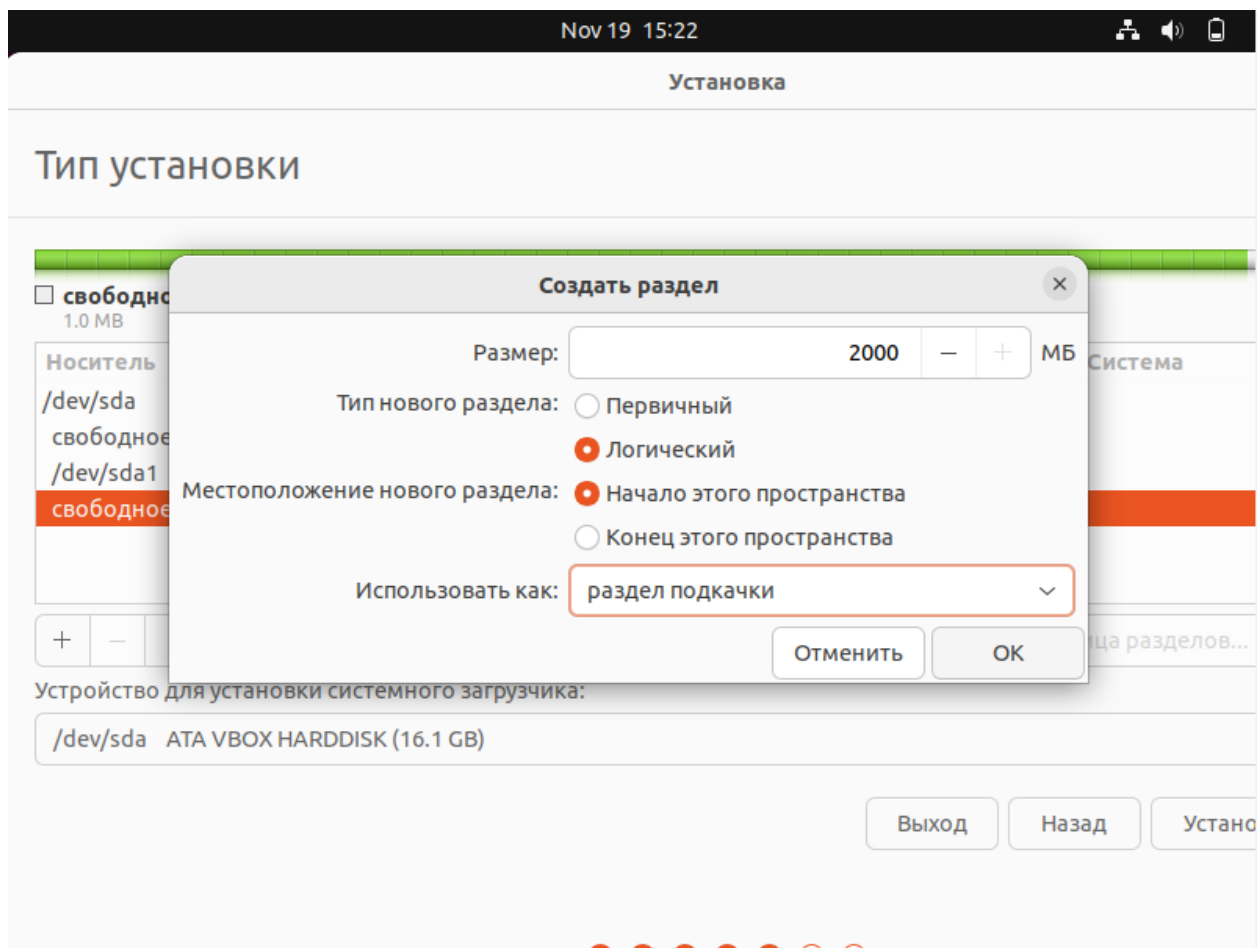 Nov 19 15:22
Установка
Тип установки
свободно
1.0 MB
Создать раздел
Размер: 2000 МБ
Тип нового раздела: Первичный
Логический
Местоположение нового раздела: Начало этого пространства
Конец этого пространства
Использовать как: раздел подкачки
Отменить OK
Носитель Система
/dev/sda
свободное
/dev/sda1
свободное
+ – ца разделов...
Устройство для установки системного загрузчика:
/dev/sda ATA VBOX HARDDISK (16.1 GB)
Выход Назад Устано